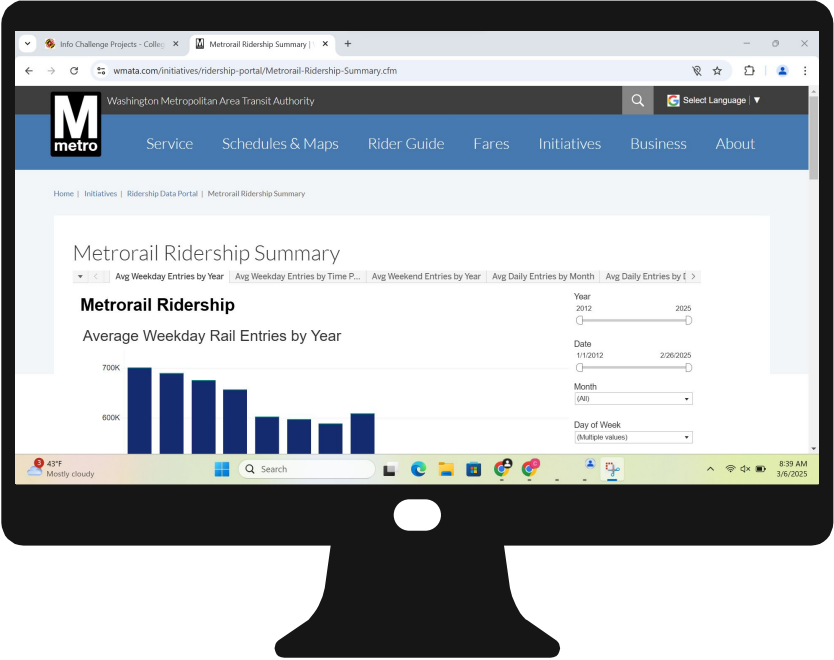 Info Challenge Projects - Colleg
Metrorail Ridership Summary |
wmata.com/initiatives/ridership-portal/Metrorail-Ridership-Summary.cfm
M
metro
Washington Metropolitan Area Transit Authority
G Select Language ▼
Service Schedules & Maps Rider Guide Fares Initiatives Business About
Home | Initiatives | Ridership Data Portal | Metrorail Ridership Summary
Metrorail Ridership Summary
Avg Weekday Entries by Year Avg Weekday Entries by Time P... Avg Weekend Entries by Year Avg Daily Entries by Month Avg Daily Entries by
Metrorail Ridership
Average Weekday Rail Entries by Year
700K
600K
Year
2012 2025
Date
1/1/2012 2/26/2025
Month
(All)
Day of Week
(Multiple values)
3
43°F
Mostly cloudy
Search
8:39 AM
3/6/2025